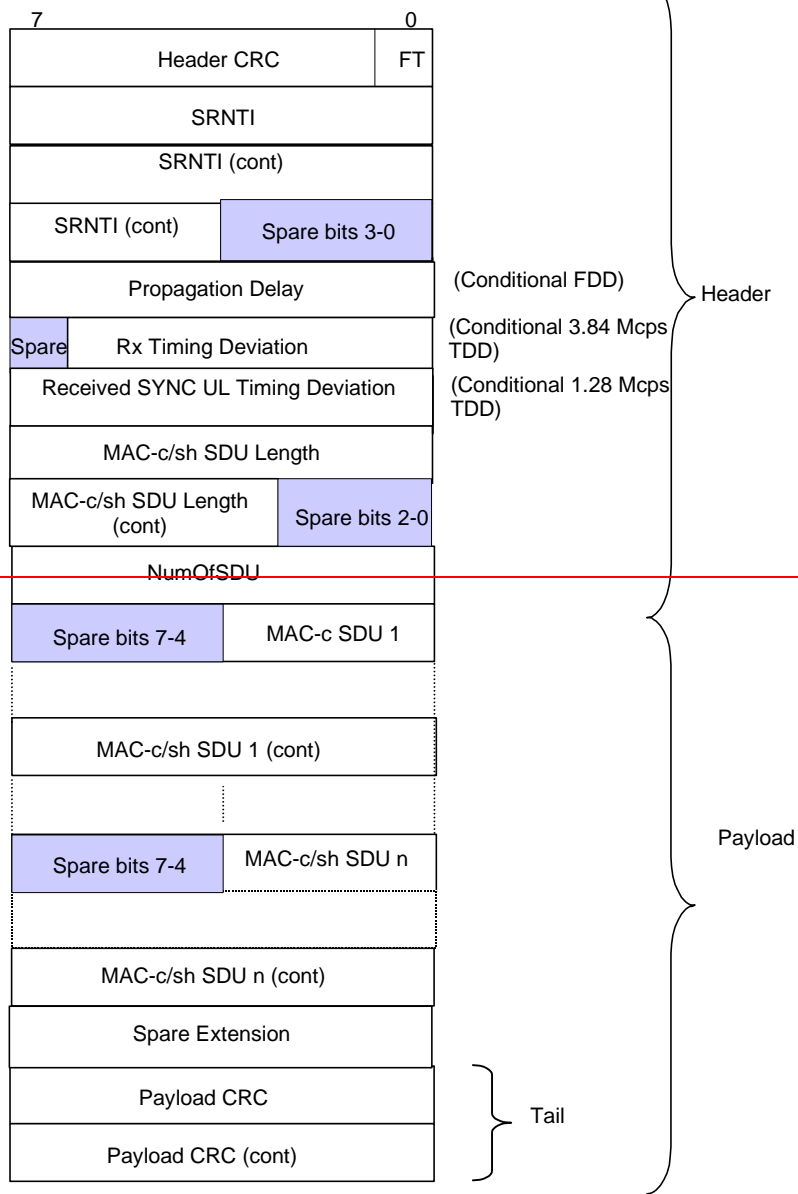 7 0
Header CRC FT
SRNTI
SRNTI (cont)
SRNTI (cont) Spare bits 3-0
Propagation Delay (Conditional FDD)
Header
Spare Rx Timing Deviation (Conditional 3.84 Mcps
TDD)
Received SYNC UL Timing Deviation (Conditional 1.28 Mcps
TDD)
MAC-c/sh SDU Length
MAC-c/sh SDU Length
(cont) Spare bits 2-0
NumOfSDU
Spare bits 7-4 MAC-c SDU 1
MAC-c/sh SDU 1 (cont)
Payload
Spare bits 7-4 MAC-c/sh SDU n
MAC-c/sh SDU n (cont)
Spare Extension
Payload CRC
Tail
Payload CRC (cont)